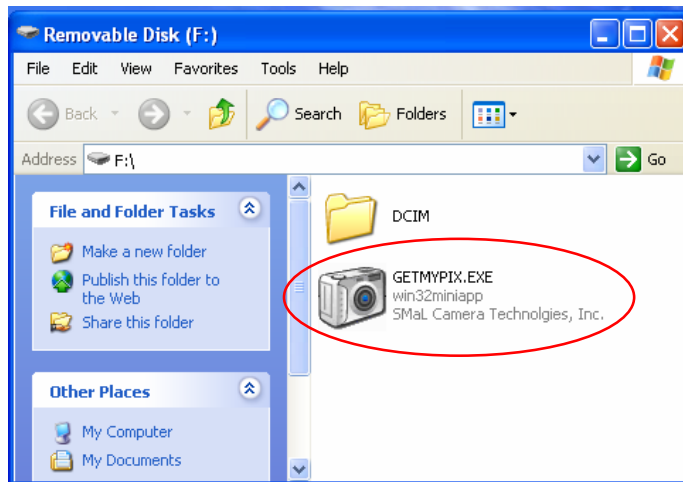 Removable Disk (F:)
File Edit View Favorites Tools Help
Back Search Folders
Address F:\ Go
File and Folder Tasks
Make a new folder
Publish this folder to
the Web
Share this folder
Other Places
My Computer
My Documents
DCIM
GETMYPIX.EXE
win32miniapp
SMaL Camera Technolgies, Inc.